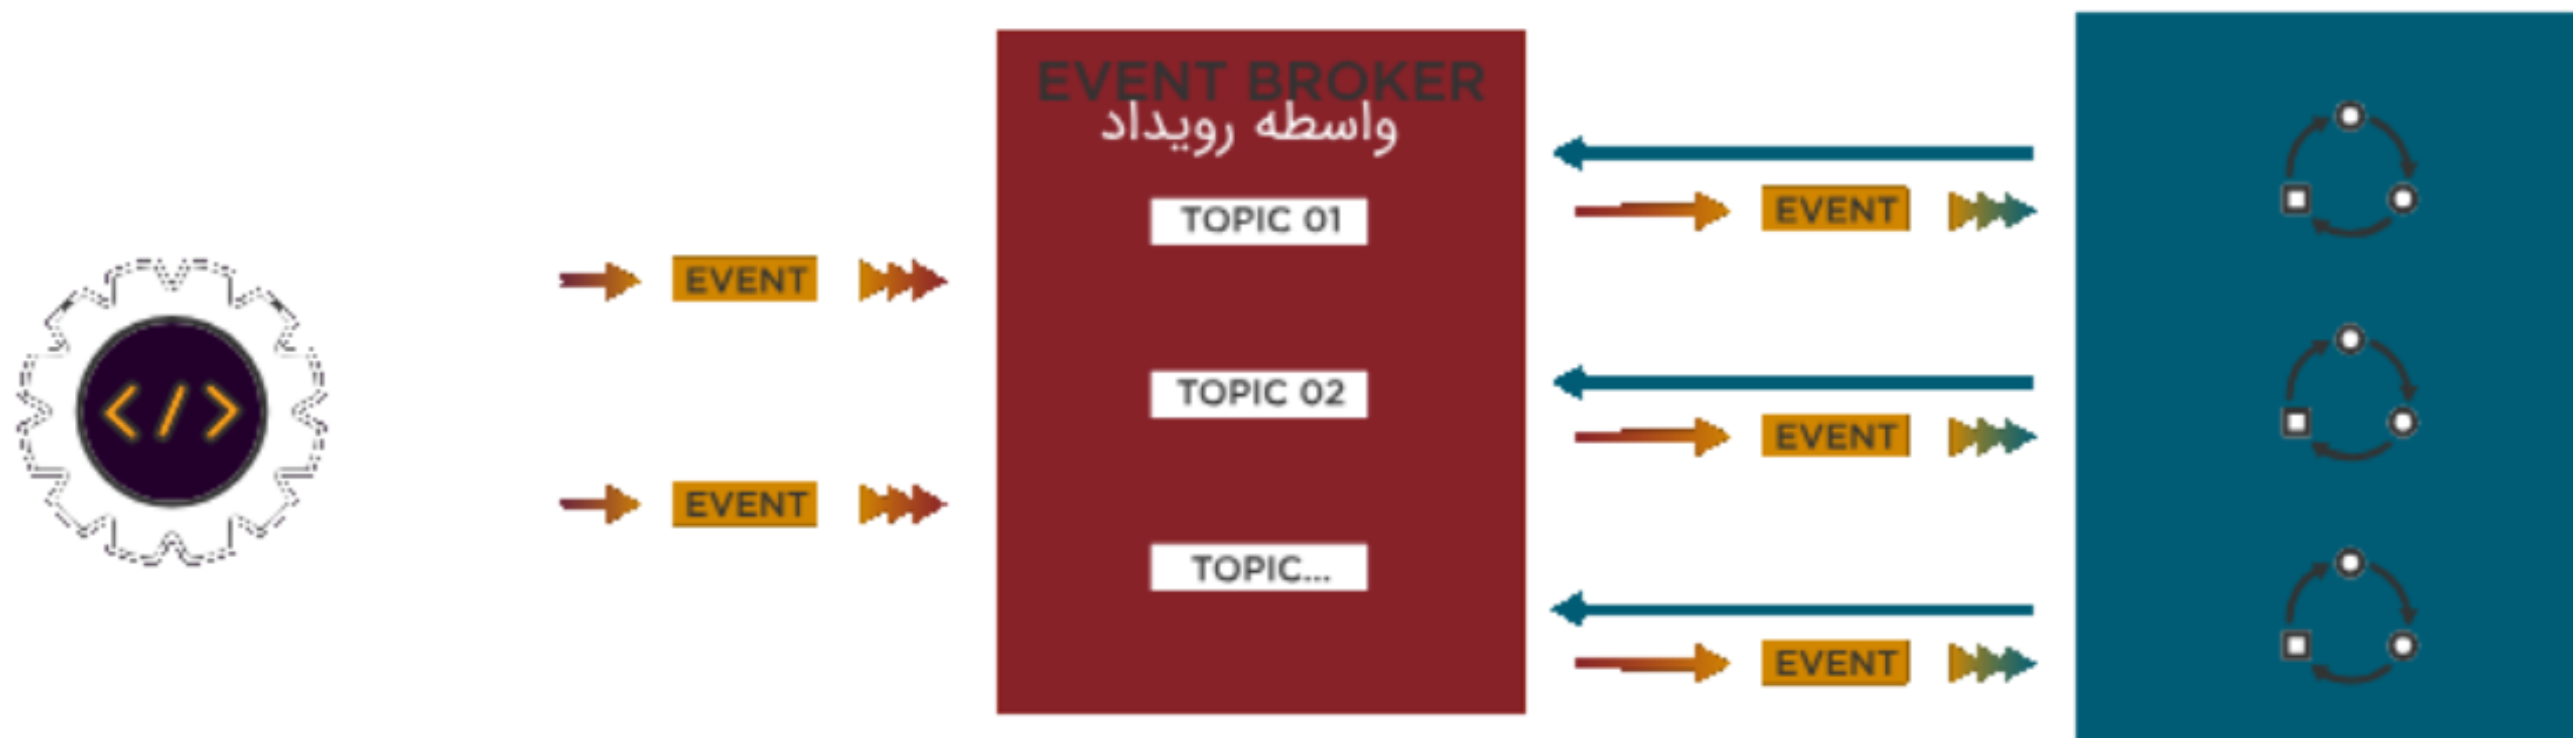 EVENT BROKER
واسطه رویداد
TOPIC 01
EVENT
EVENT
TOPIC 02
EVENT
EVENT
TOPIC...
EVENT
</>